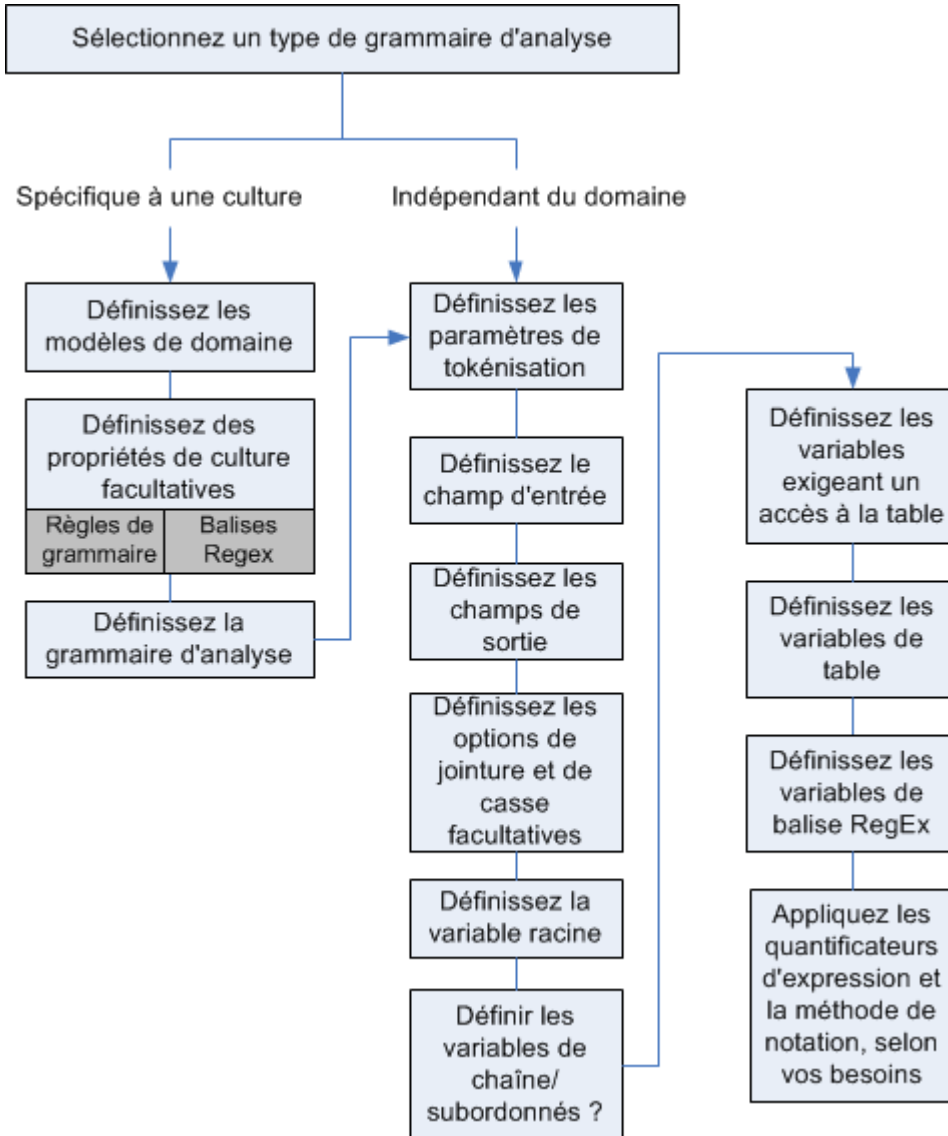 Sélectionnez un type de grammaire d'analyse
Spécifique à une culture
Indépendant du domaine
Définissez les
modèles de domaine
Définissez des
propriétés de culture
facultatives
Règles de
grammaire
Balises
Regex
Définissez la
grammaire d'analyse
Définissez les
paramètres de
tokénisation
Définissez le
champ d'entrée
Définissez les
champs de
sortie
Définissez les
options de
jointure et de
casse
facultatives
Définissez la
variable racine
Définir les
variables de
chaîne/
subordonnés ?
Définissez les
variables
exigeant un
accès à la table
Définissez les
variables de
table
Définissez les
variables de
balise RegEx
Appliquez les
quantificateurs
d'expression et
la méthode de
notation, selon
vos besoins